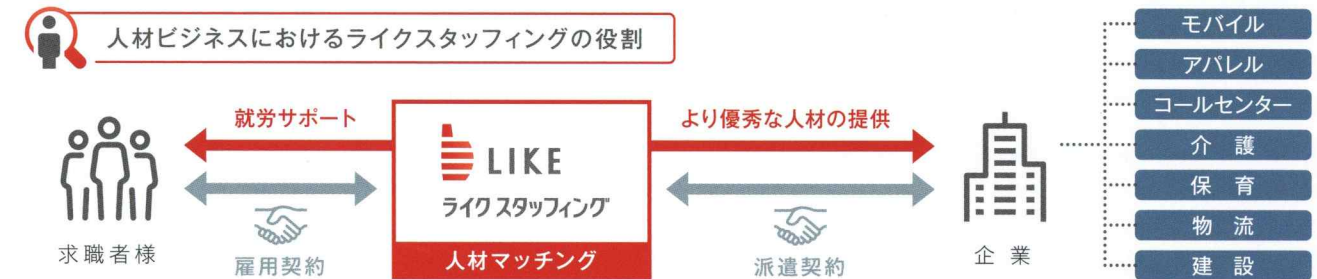 人材ビジネスにおけるライクスタッフィングの役割
就労サポート
より優秀な人材の提供
LIKE
ライクスタッフィング
人材マッチング
求職者様
雇用契約
派遣契約
企業
モバイル
アパレル
コールセンター
介護
保育
物流
建設